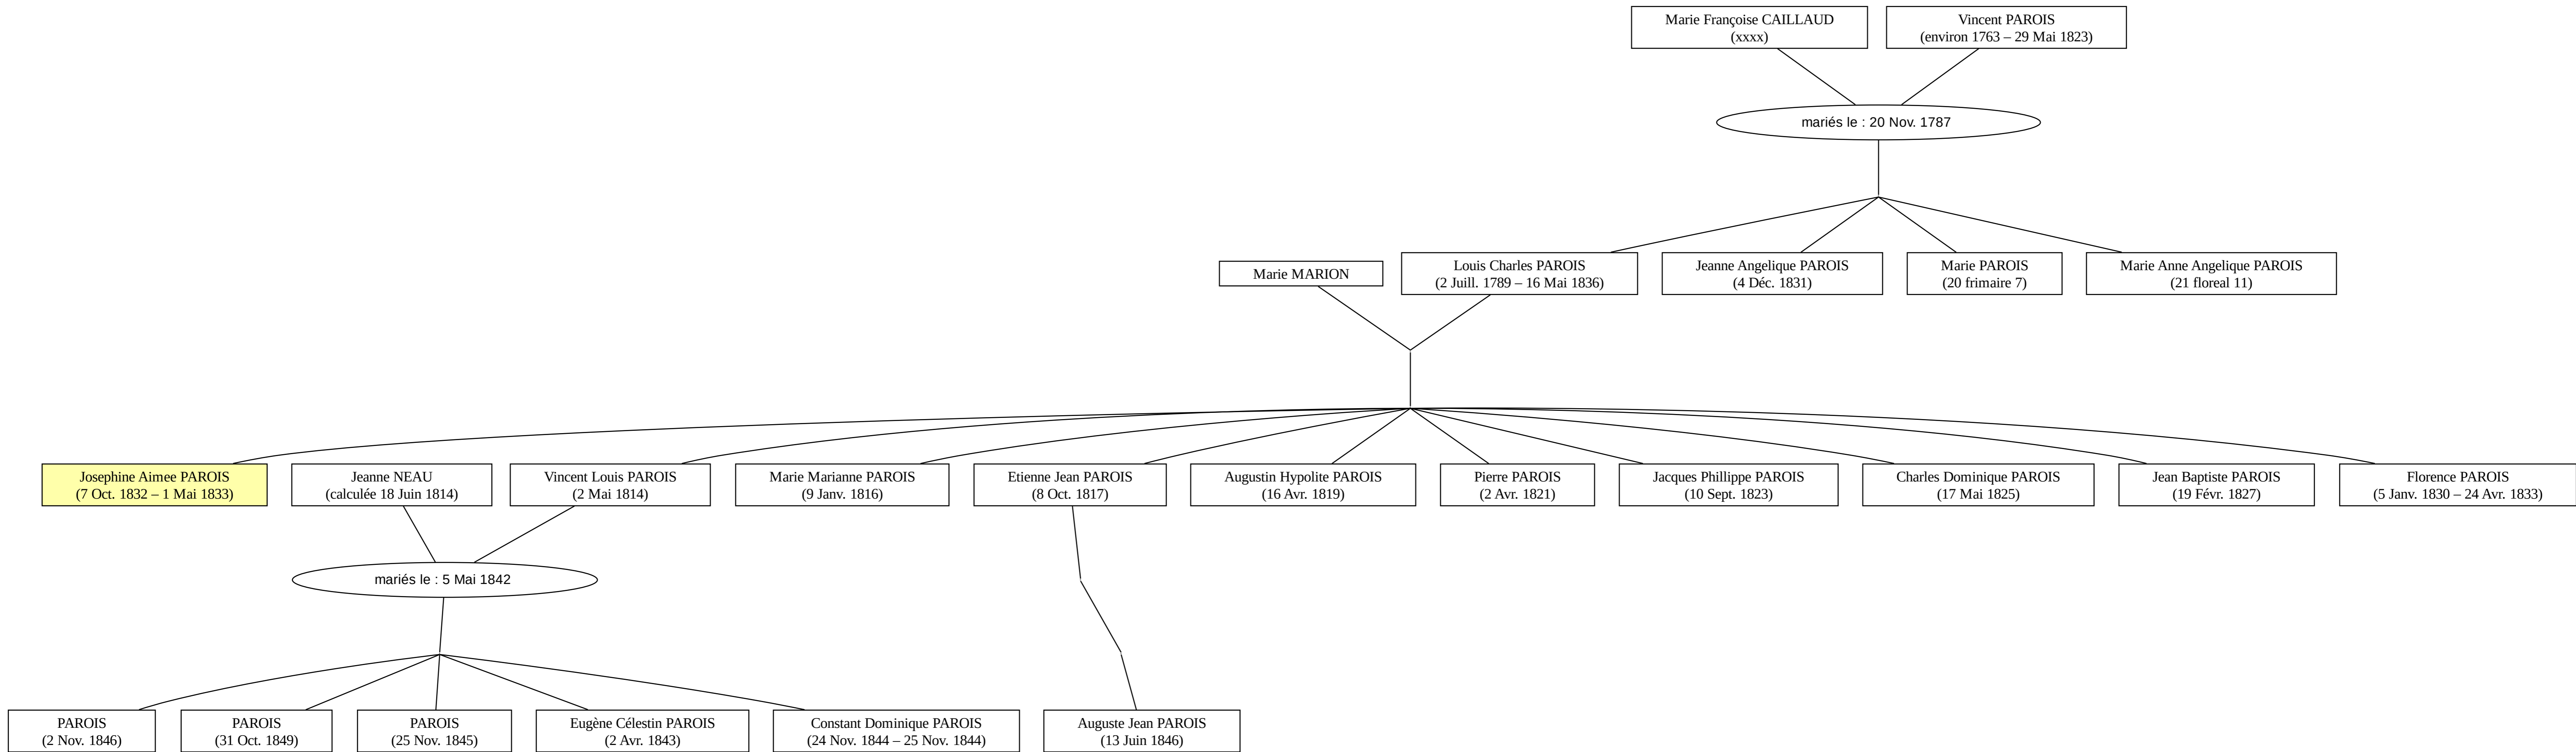 Marie Françoise CAILLAUD
(xxxx)
Vincent PAROIS
(environ 1763 – 29 Mai 1823)
mariés le : 20 Nov. 1787
Marie MARION
Louis Charles PAROIS
(2 Juill. 1789 – 16 Mai 1836)
Jeanne Angelique PAROIS
(4 Déc. 1831)
Marie PAROIS
(20 frimaire 7)
Marie Anne Angelique PAROIS
(21 floreal 11)
Josephine Aimee PAROIS
(7 Oct. 1832 – 1 Mai 1833)
Jeanne NEAU
(calculée 18 Juin 1814)
Vincent Louis PAROIS
(2 Mai 1814)
Marie Marianne PAROIS
(9 Janv. 1816)
Etienne Jean PAROIS
(8 Oct. 1817)
Augustin Hypolite PAROIS
(16 Avr. 1819)
Pierre PAROIS
(2 Avr. 1821)
Jacques Phillippe PAROIS
(10 Sept. 1823)
Charles Dominique PAROIS
(17 Mai 1825)
Jean Baptiste PAROIS
(19 Févr. 1827)
Florence PAROIS
(5 Janv. 1830 – 24 Avr. 1833)
mariés le : 5 Mai 1842
PAROIS
(2 Nov. 1846)
PAROIS
(31 Oct. 1849)
PAROIS
(25 Nov. 1845)
Eugène Célestin PAROIS
(2 Avr. 1843)
Constant Dominique PAROIS
(24 Nov. 1844 – 25 Nov. 1844)
Auguste Jean PAROIS
(13 Juin 1846)